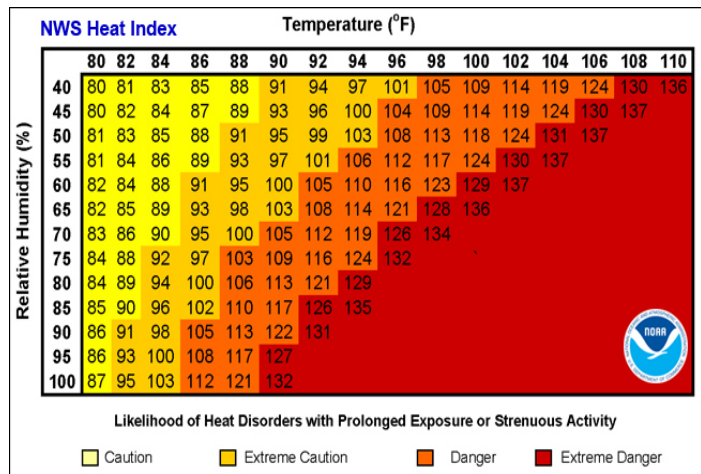 NWS Heat Index
Temperature (°F)
80 82 84 86 88 90 92 94 96 98 100 102 104 106 108 110
Relative Humidity (%)
40 80 81 83 85 88 91 94 97 101 105 109 114 119 124 130 136
45 80 82 84 87 89 93 96 100 104 109 114 119 124 130 137
50 81 83 85 88 91 95 99 103 108 113 118 124 131 137
55 81 84 86 89 93 97 101 106 112 117 124 130 137
60 82 84 88 91 95 100 105 110 116 123 129 137
65 82 85 89 93 98 103 108 114 121 128 136
70 83 86 90 95 100 105 112 119 126 134
75 84 88 92 97 103 109 116 124 132
80 84 89 94 100 106 113 121 129
85 85 90 96 102 110 117 126 135
90 86 91 98 105 113 122 131
95 86 93 100 108 117 127
100 87 95 103 112 121 132
NOAA
Likelihood of Heat Disorders with Prolonged Exposure or Strenuous Activity
Caution Extreme Caution Danger Extreme Danger